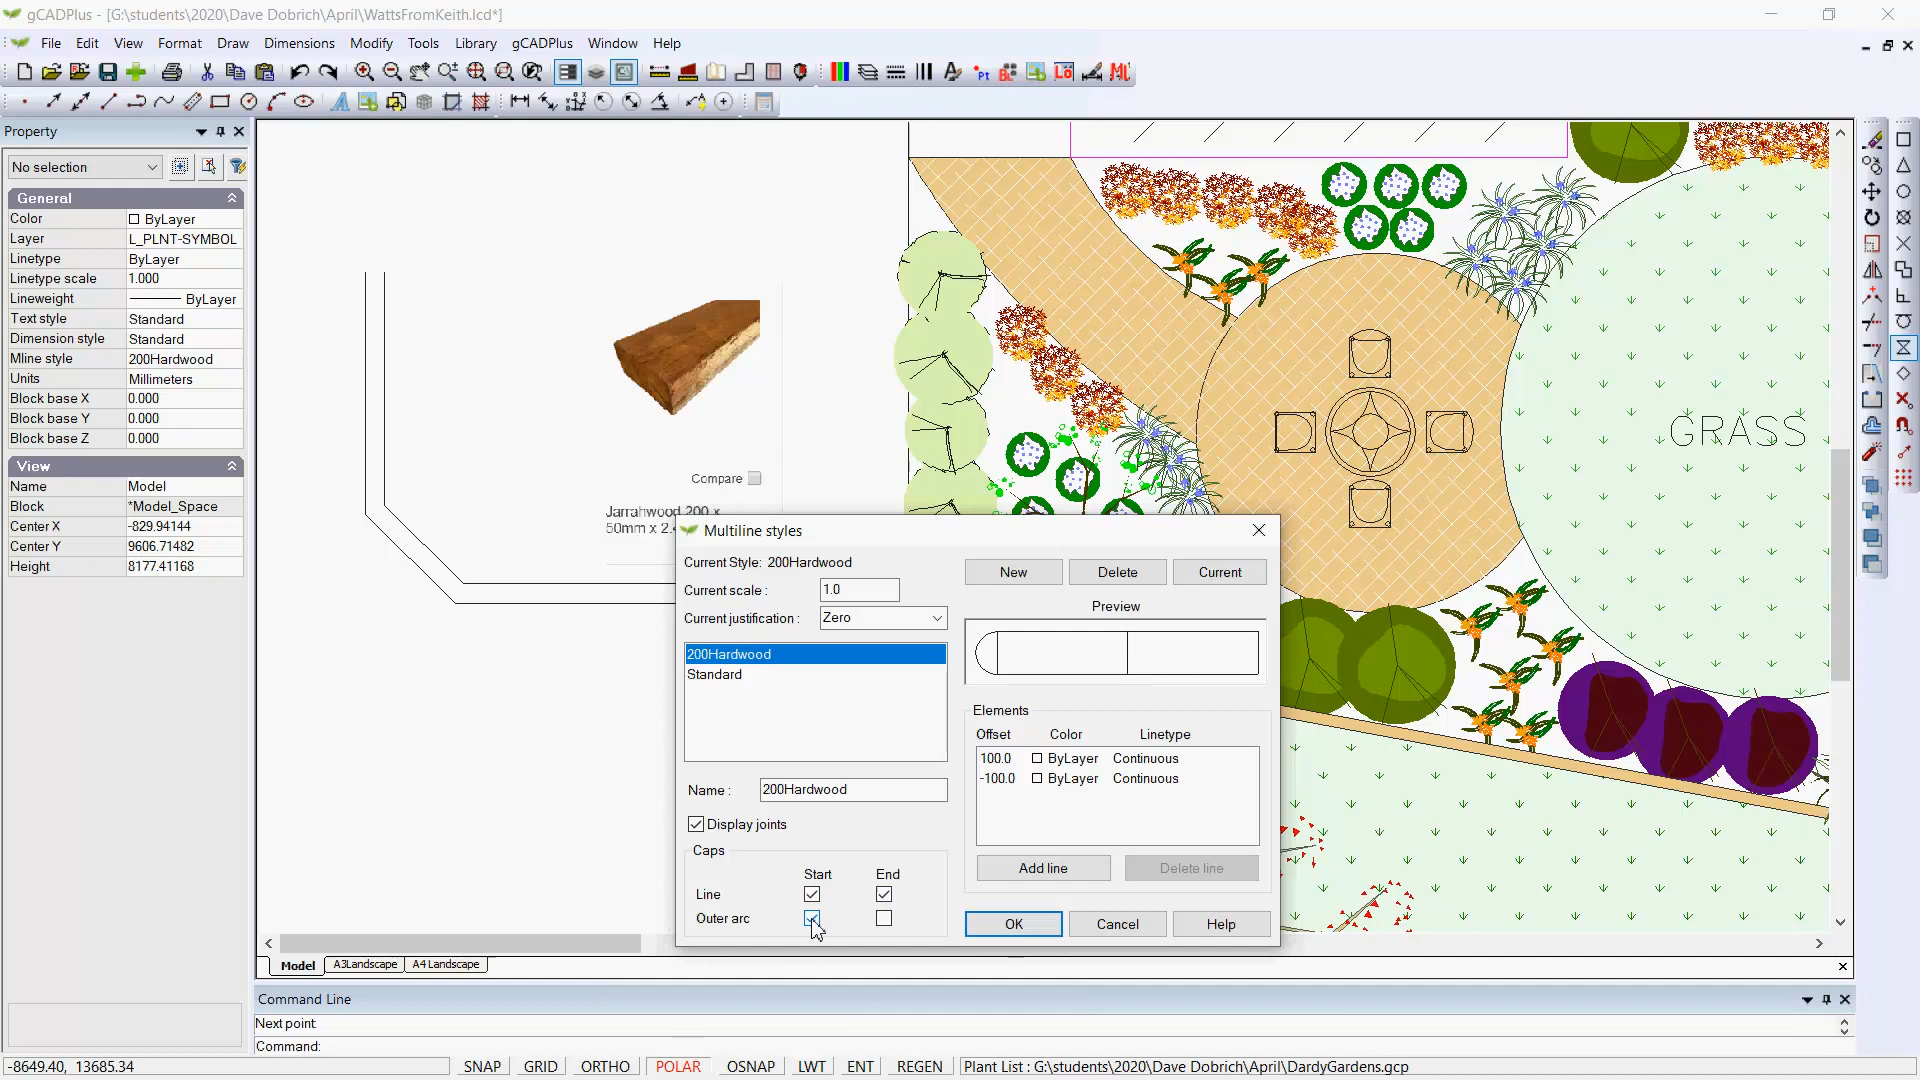 gCADPlus - [G:\students\2020\Dave Dobrich\April\WattsFromKeith.lcd*]
File Edit View Format Draw Dimensions Modify Tools Library gCADPlus Window Help
Property
No selection
General
Color ByLayer
Layer L_PLNT-SYMBOL
Linetype ByLayer
Linetype scale 1.000
Lineweight ByLayer
Text style Standard
Dimension style Standard
Mline style 200Hardwood
Units Millimeters
Block base X 0.000
Block base Y 0.000
Block base Z 0.000
View
Name Model
Block *Model_Space
Center X -829.94144
Center Y 9606.71482
Height 8177.41168
Compare
Jarrahwood 200 x
50mm x 2.
GRASS
Multiline styles
Current Style: 200Hardwood
Current scale : 1.0
Current justification : Zero
200Hardwood
Standard
Name : 200Hardwood
Display joints
Caps
Start End
Line
Outer arc
New Delete Current
Preview
Elements
Offset Color Linetype
100.0 ByLayer Continuous
-100.0 ByLayer Continuous
Add line Delete line
OK Cancel Help
Model A3Landscape A4 Landscape
Command Line
Next point
Command:
-8649.40, 13685.34 SNAP GRID ORTHO POLAR OSNAP LWT ENT REGEN Plant List : G:\students\2020\Dave Dobrich\April\DardyGardens.gcp